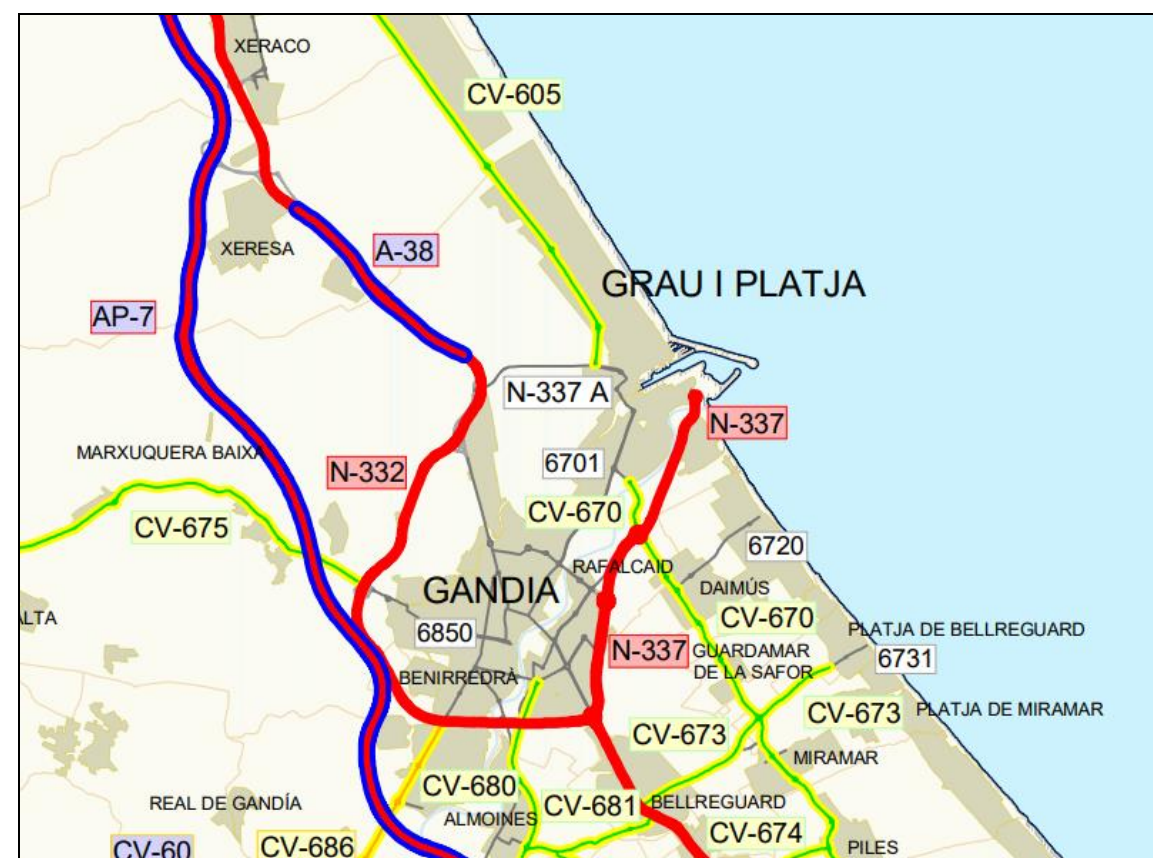 XERACO
CV-605
XERESA
A-38
GRAU I PLATJA
AP-7
N-337 A
N-337
MARXUQUERA BAIXA
6701
N-332
CV-670
CV-675
6720
RAFALCAID
DAIMÚS
GANDIA
CV-670
ALTA
6850
PLATJA DE BELLREGUARD
N-337
GUARDAMAR
DE LA SAFOR
6731
BENIRREDRÀ
CV-673
PLATJA DE MIRAMAR
CV-673
MIRAMAR
CV-680
REAL DE GANDÍA
CV-681
BELLREGUARD
ALMOINES
CV-674
CV-60
CV-686
PILES